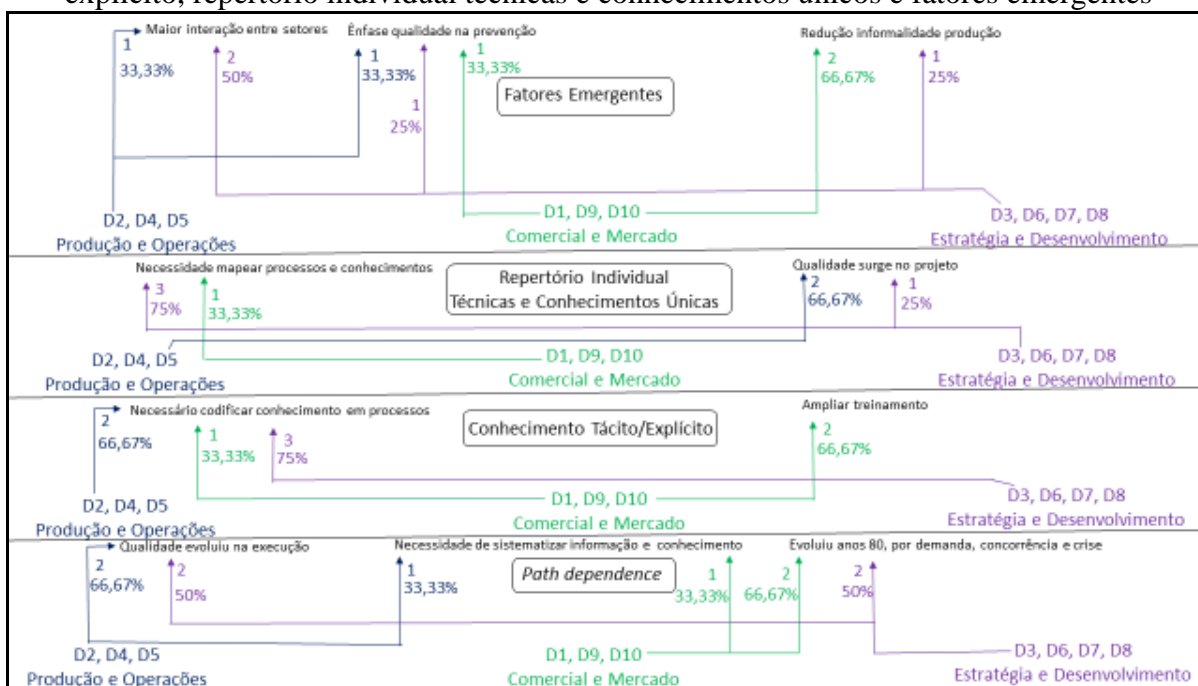 explícito, repertório individual técnicas e conhecimentos únicos e fatores emergentes
Maior interação entre setores
Ênfase qualidade na prevenção
Redução informalidade produção
1
33,33%
2
50%
1
33,33%
1
25%
1
33,33%
2
66,67%
1
25%
Fatores Emergentes
D2, D4, D5
Produção e Operações
D1, D9, D10
Comercial e Mercado
D3, D6, D7, D8
Estratégia e Desenvolvimento
Necessidade mapear processos e conhecimentos
Qualidade surge no projeto
3
75%
1
33,33%
Repertório Individual
Técnicas e Conhecimentos Únicas
2
66,67%
1
25%
D2, D4, D5
Produção e Operações
D1, D9, D10
Comercial e Mercado
D3, D6, D7, D8
Estratégia e Desenvolvimento
Necessário codificar conhecimento em processos
Ampliar treinamento
2
66,67%
1
33,33%
3
75%
Conhecimento Tácito/Explícito
2
66,67%
D2, D4, D5
Produção e Operações
D1, D9, D10
Comercial e Mercado
D3, D6, D7, D8
Estratégia e Desenvolvimento
Qualidade evoluiu na execução
Necessidade de sistematizar informação e conhecimento
Evoluiu anos 80, por demanda, concorrência e crise
2
66,67%
2
50%
1
33,33%
Path dependence
1
33,33%
2
66,67%
2
50%
D2, D4, D5
Produção e Operações
D1, D9, D10
Comercial e Mercado
D3, D6, D7, D8
Estratégia e Desenvolvimento